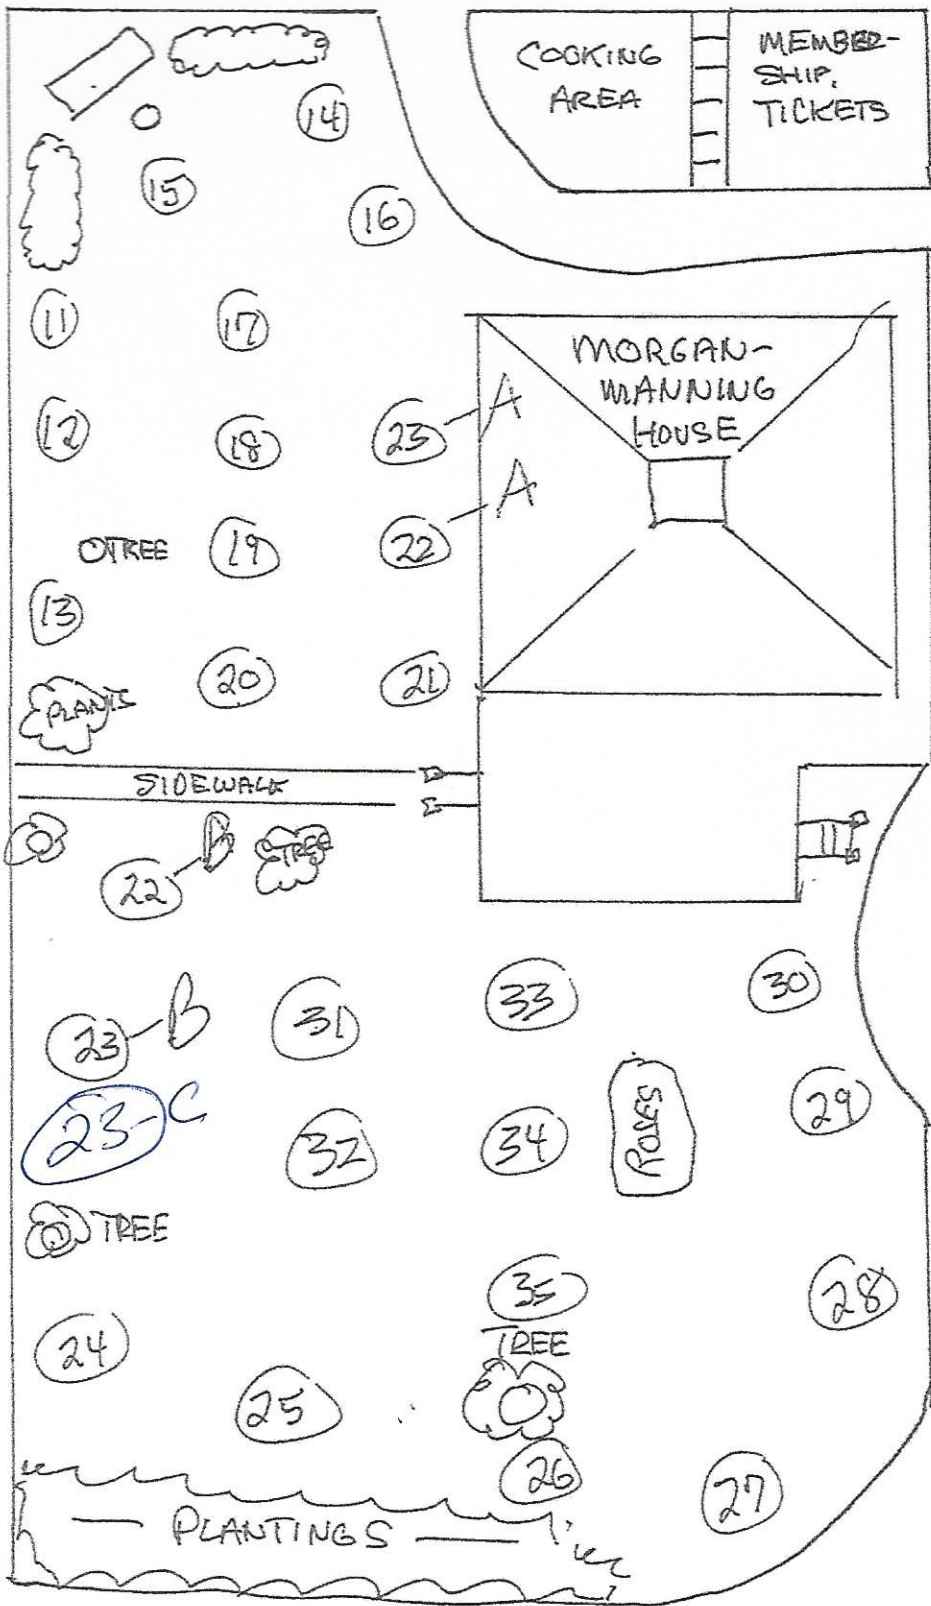 COOKING
AREA
MEMBER-
SHIP,
TICKETS
14
15
16
11
17
MORGAN-
MANNING
HOUSE
12
18
23 - A
22 - A
TREE
19
13
20
21
PLANTS
SIDEWALK
TREE
22 - B
23 - B
31
33
30
23-C
32
34
ROSES
29
TREE
35
28
TREE
24
25
26
27
— PLANTINGS —